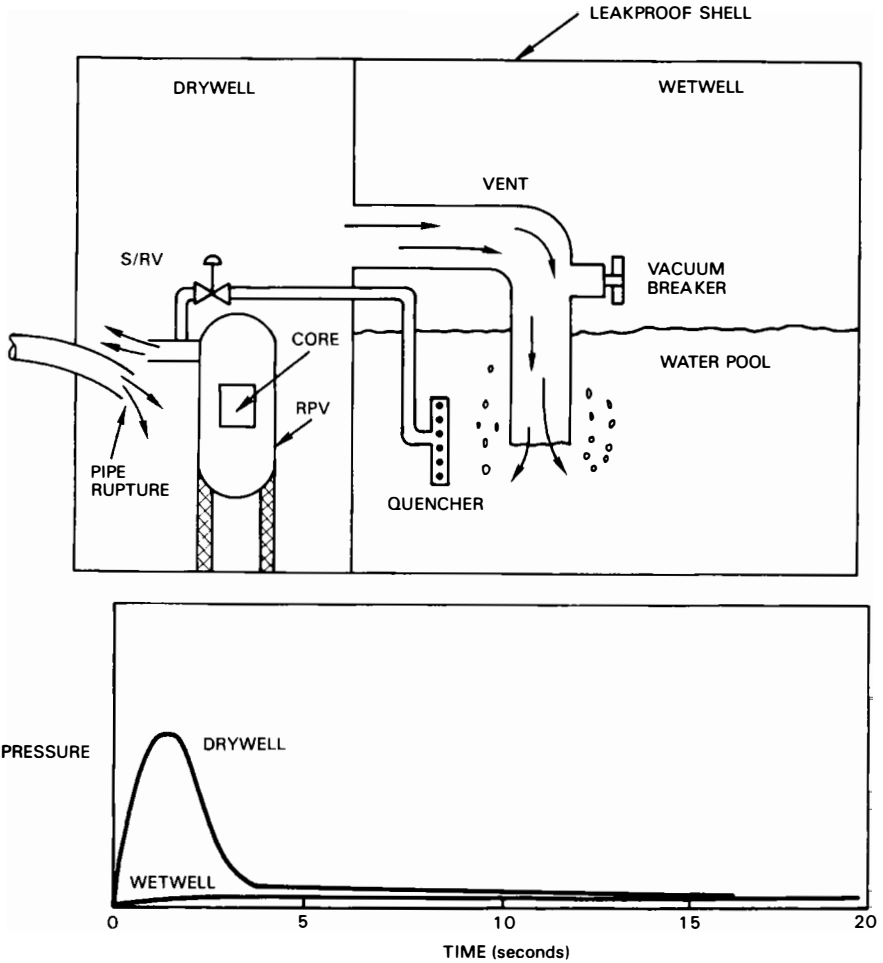 LEAKPROOF SHELL
DRYWELL
WETWELL
VENT
S/RV
VACUUM
BREAKER
CORE
WATER POOL
RPV
PIPE
RUPTURE
QUENCHER
PRESSURE
DRYWELL
WETWELL
0
5
10
15
20
TIME (seconds)